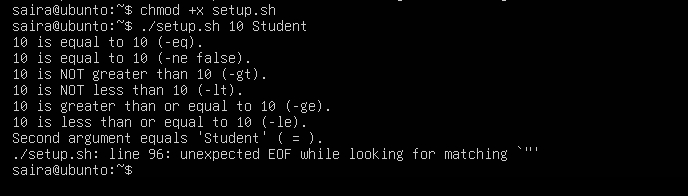 saira@ubunto:~$ chmod +x setup.sh
saira@ubunto:~$ ./setup.sh 10 Student
10 is equal to 10 (-eq).
10 is equal to 10 (-ne false).
10 is NOT greater than 10 (-gt).
10 is NOT less than 10 (-lt).
10 is greater than or equal to 10 (-ge).
10 is less than or equal to 10 (-le).
Second argument equals 'Student' ( = ).
./setup.sh: line 96: unexpected EOF while looking for matching `"'
saira@ubunto:~$